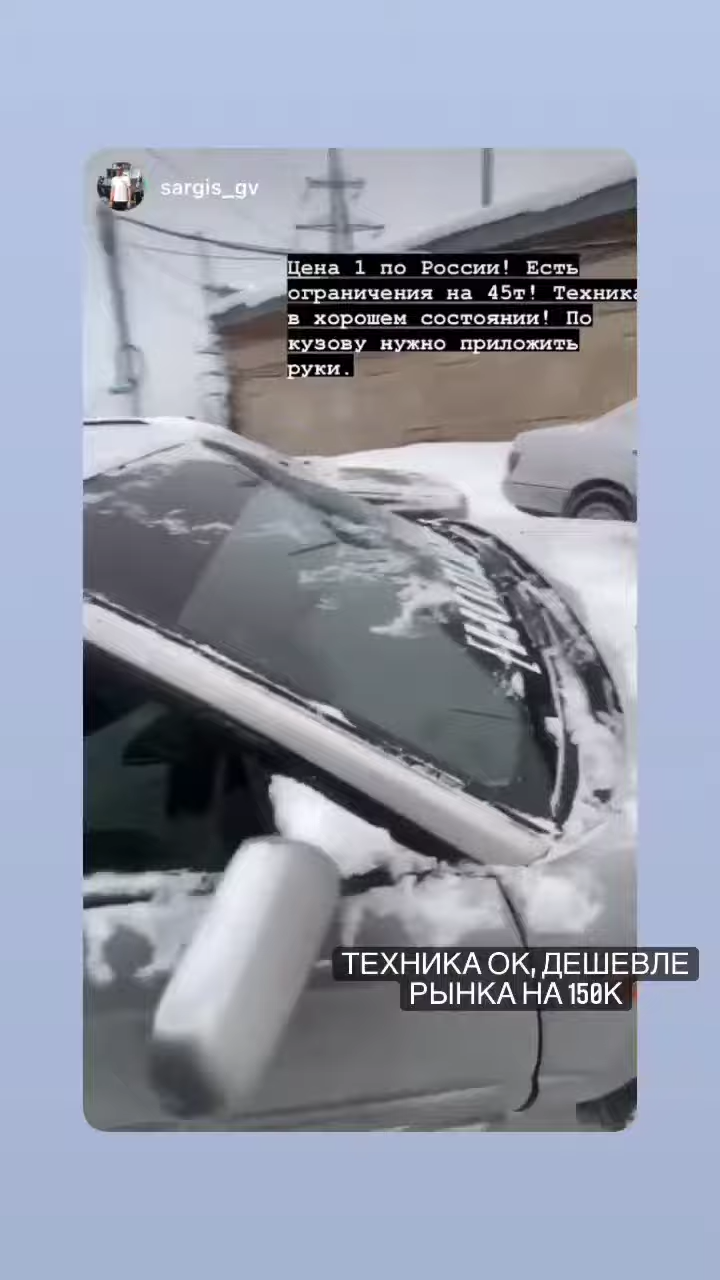 sargis_gv
Цена 1 по России! Есть
ограничения на 45т! Техника
в хорошем состоянии! По
кузову нужно приложить
руки.
ТЕХНИКА ОК, ДЕШЕВЛЕ
РЫНКА НА 150К